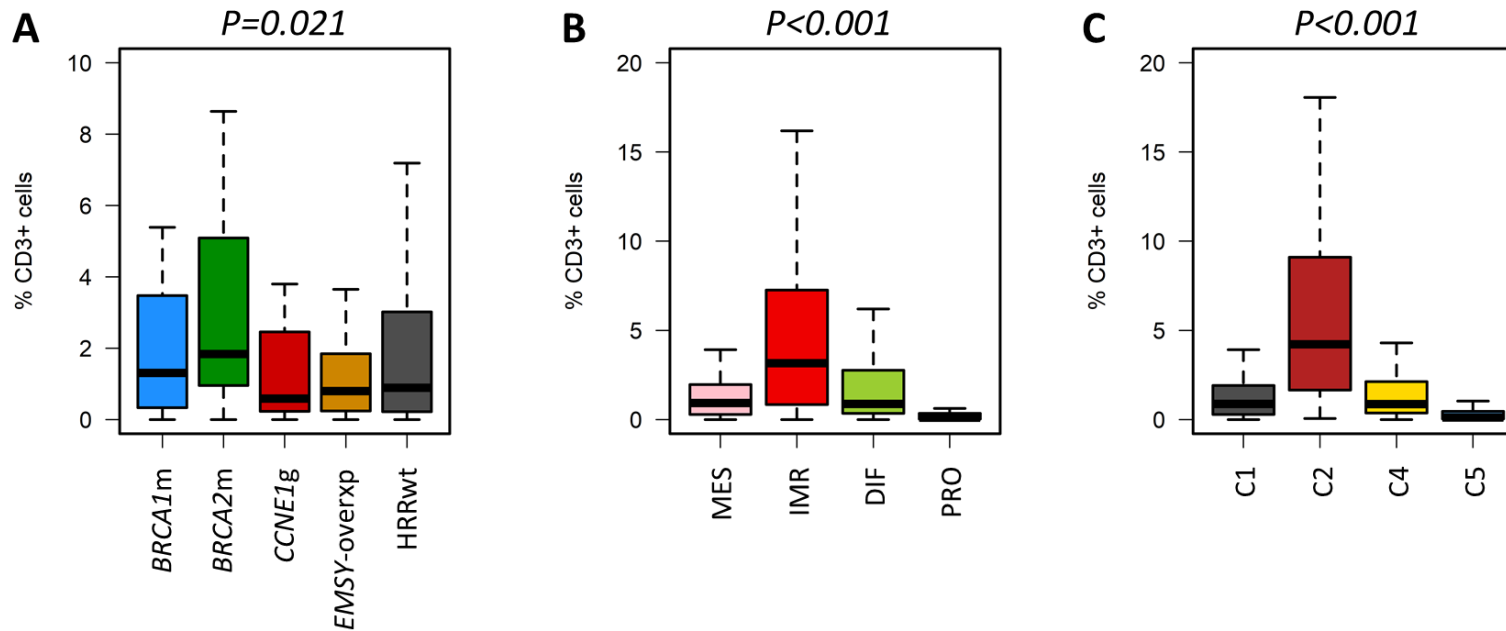 A
P=0.021
% CD3+ cells
10
8
6
4
2
0
BRCA1m
BRCA2m
CCNE1g
EMSY-overxp
HRRwt
B
P<0.001
% CD3+ cells
20
15
10
5
0
MES
IMR
DIF
PRO
C
P<0.001
% CD3+ cells
20
15
10
5
0
C1
C2
C4
C5